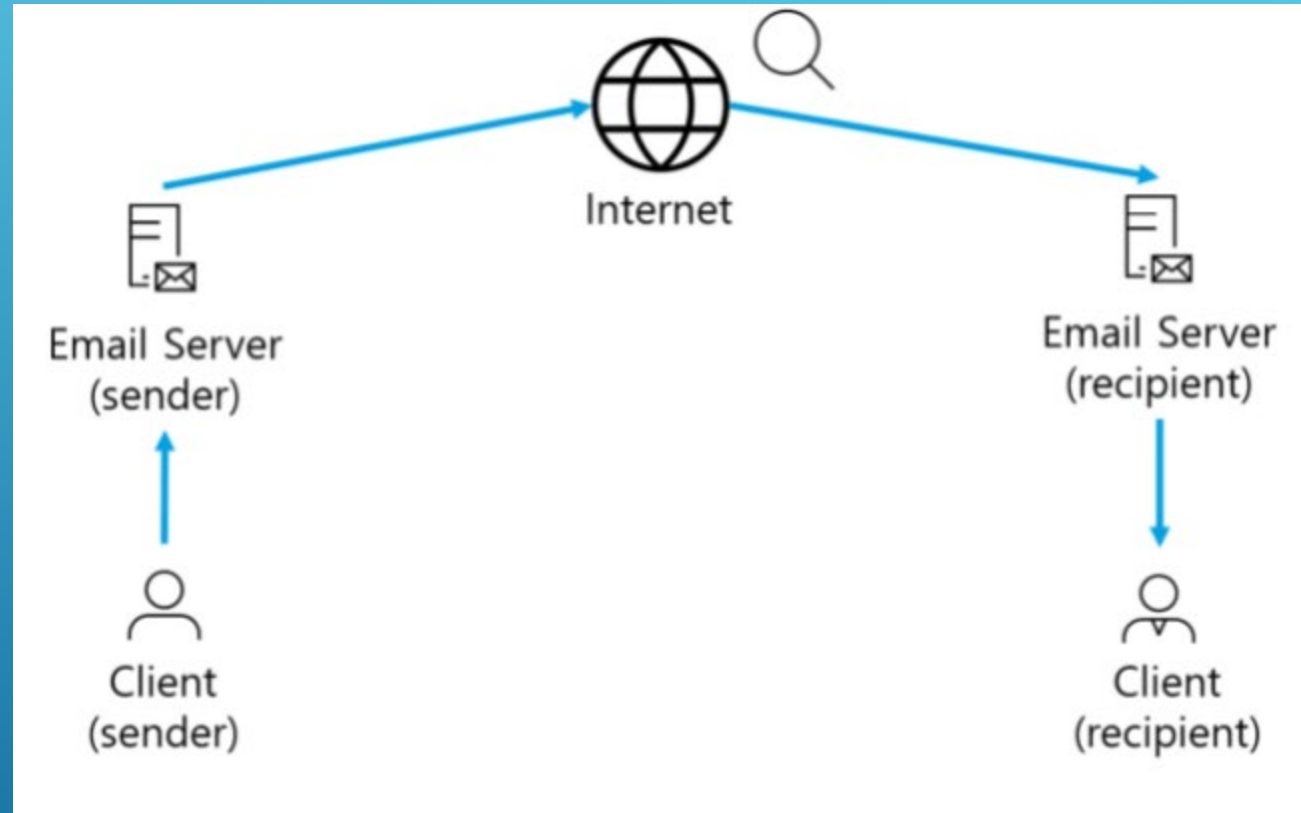 Internet
Email Server
(sender)
Email Server
(recipient)
Client
(sender)
Client
(recipient)